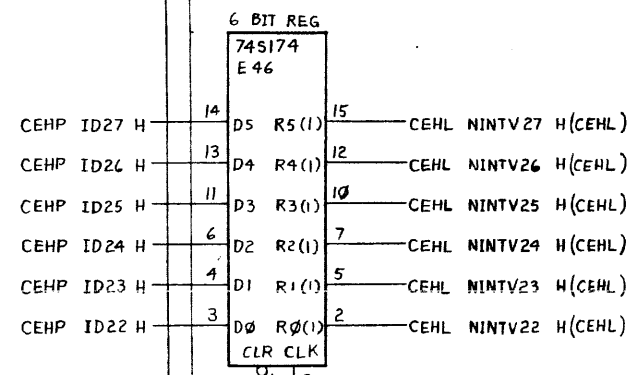 6 BIT REG
74S174
E46
CEHP ID27 H 14 D5 R5(1) 15 CEHL NINTV27 H(CEHL)
CEHP ID26 H 13 D4 R4(1) 12 CEHL NINTV26 H(CEHL)
CEHP ID25 H 11 D3 R3(1) 1Ø CEHL NINTV25 H(CEHL)
CEHP ID24 H 6 D2 R2(1) 7 CEHL NINTV24 H(CEHL)
CEHP ID23 H 4 D1 R1(1) 5 CEHL NINTV23 H(CEHL)
CEHP ID22 H 3 DØ RØ(1) 2 CEHL NINTV22 H(CEHL)
CLR CLK